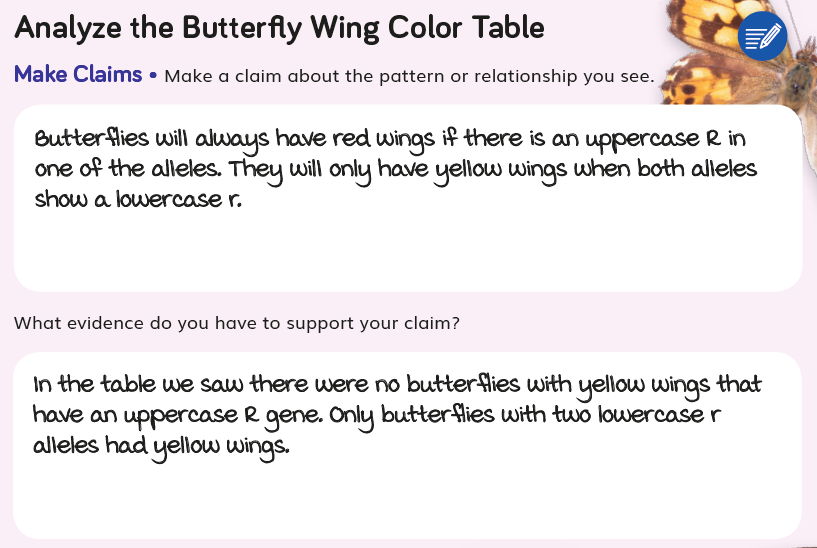 Analyze the Butterfly Wing Color Table
Make Claims • Make a claim about the pattern or relationship you see.
Butterflies will always have red wings if there is an uppercase R in
one of the alleles. They will only have yellow wings when both alleles
show a lowercase r.
What evidence do you have to support your claim?
In the table we saw there were no butterflies with yellow wings that
have an uppercase R gene. Only butterflies with two lowercase r
alleles had yellow wings.